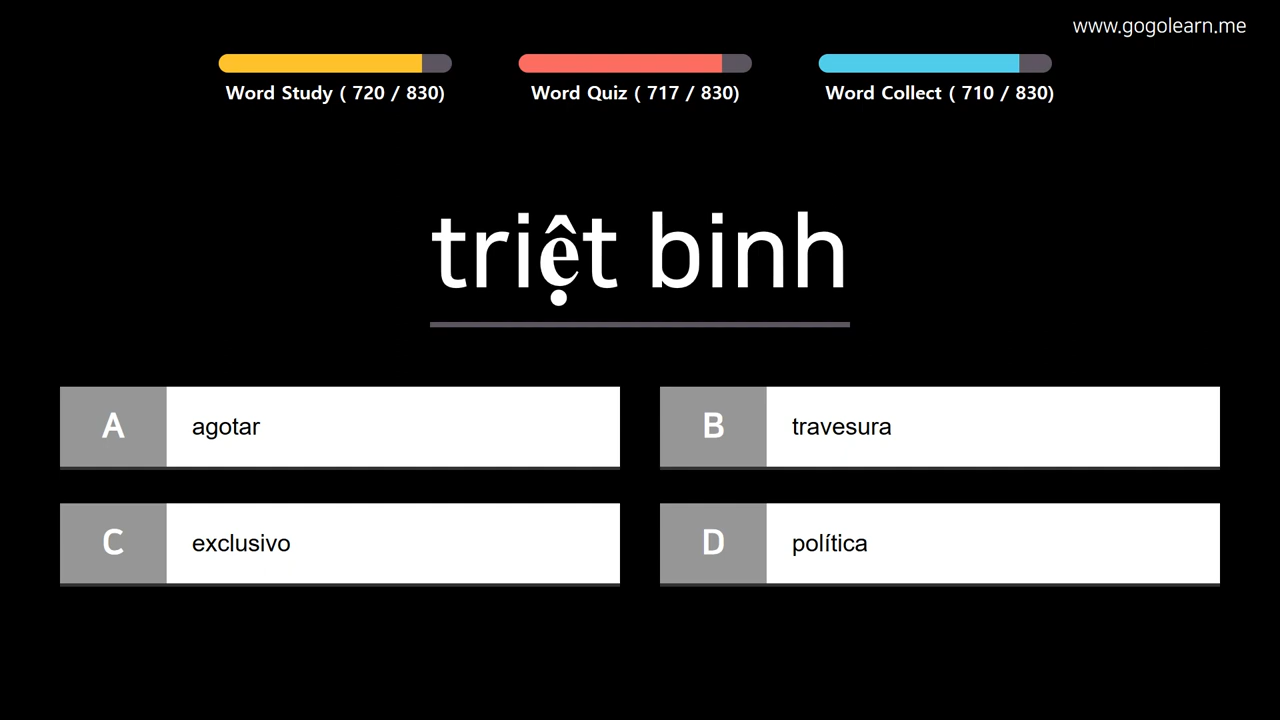 www.gogolearn.me
Word Study ( 720 / 830)
Word Quiz ( 717 / 830)
Word Collect ( 710 / 830)
triệt binh
A agotar
B travesura
C exclusivo
D política